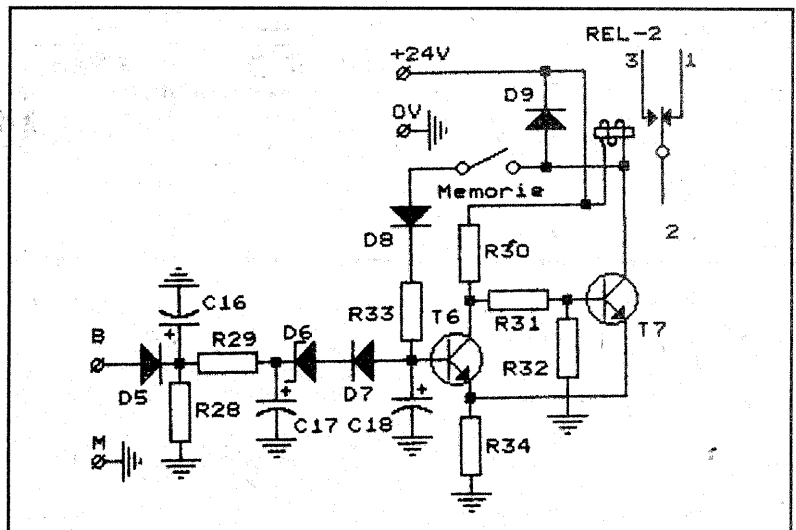 REL-2
+24V
3
1
D9
0V
Memorie
2
D8
R30
C16
R33
T6
B
R29
D6
R31
T7
D5
D7
R32
R28
C17
C18
+
+
+
M
R34